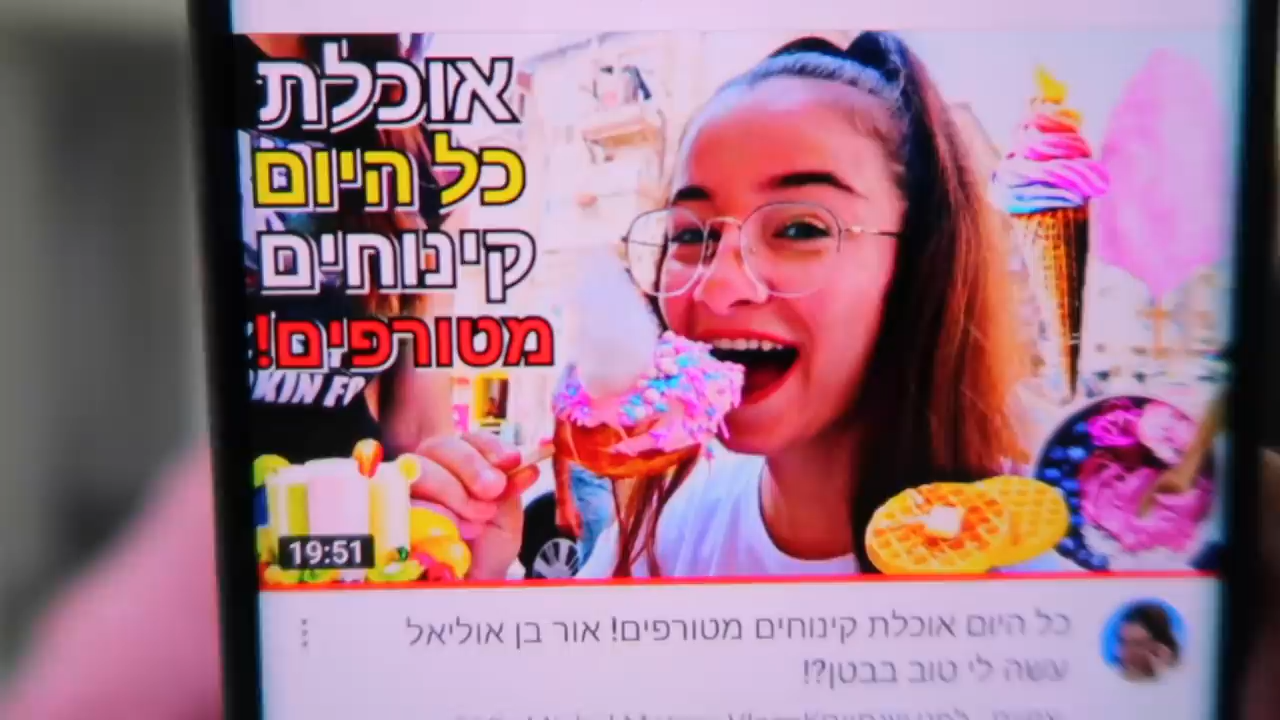 אוכלת
כל היום
קינוחים
מטורפים!
KIN FP
19:51
כל היום אוכלת קינוחים מטורפים! אור בן אוליאל
עשה לי טוב בבטן?!